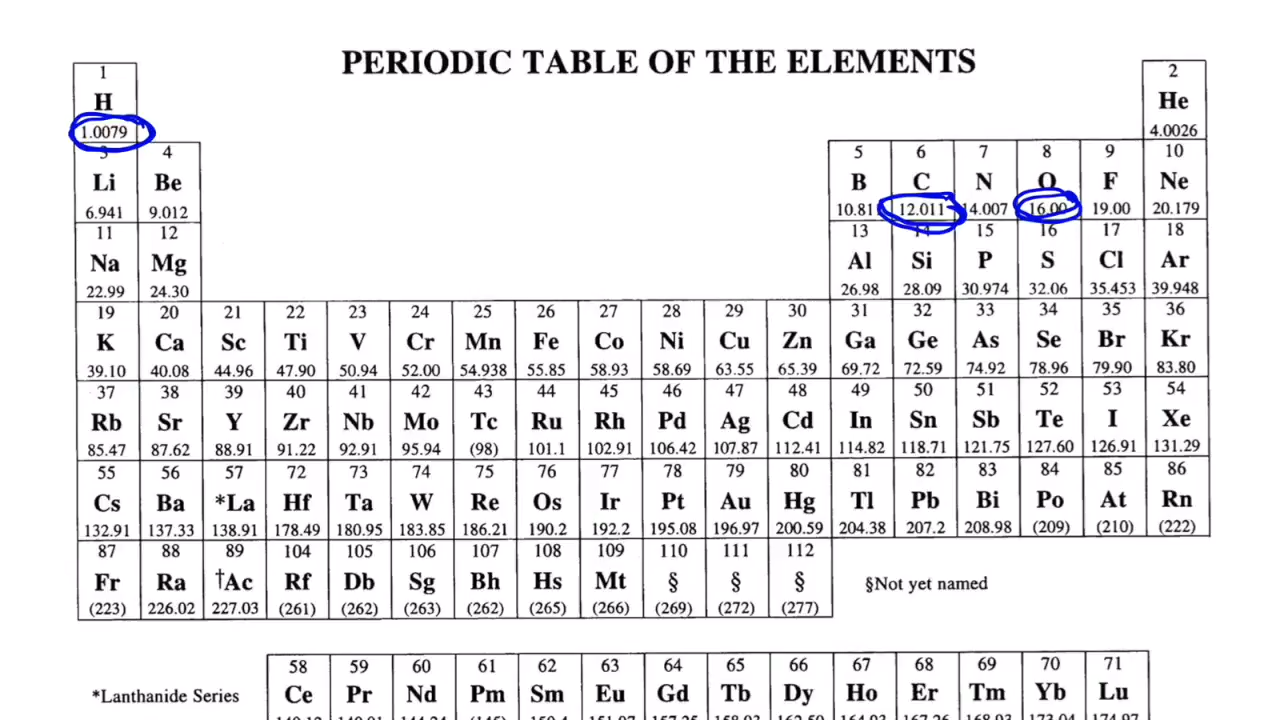 PERIODIC TABLE OF THE ELEMENTS
1 2
H He
1.0079 4.0026
3 4 5 6 7 8 9 10
Li Be B C N O F Ne
6.941 9.012 10.81 12.011 14.007 16.00 19.00 20.179
11 12 13 14 15 16 17 18
Na Mg Al Si P S Cl Ar
22.99 24.30 26.98 28.09 30.974 32.06 35.453 39.948
19 20 21 22 23 24 25 26 27 28 29 30 31 32 33 34 35 36
K Ca Sc Ti V Cr Mn Fe Co Ni Cu Zn Ga Ge As Se Br Kr
39.10 40.08 44.96 47.90 50.94 52.00 54.938 55.85 58.93 58.69 63.55 65.39 69.72 72.59 74.92 78.96 79.90 83.80
37 38 39 40 41 42 43 44 45 46 47 48 49 50 51 52 53 54
Rb Sr Y Zr Nb Mo Tc Ru Rh Pd Ag Cd In Sn Sb Te I Xe
85.47 87.62 88.91 91.22 92.91 95.94 (98) 101.1 102.91 106.42 107.87 112.41 114.82 118.71 121.75 127.60 126.91 131.29
55 56 57 72 73 74 75 76 77 78 79 80 81 82 83 84 85 86
Cs Ba *La Hf Ta W Re Os Ir Pt Au Hg Tl Pb Bi Po At Rn
132.91 137.33 138.91 178.49 180.95 183.85 186.21 190.2 192.2 195.08 196.97 200.59 204.38 207.2 208.98 (209) (210) (222)
87 88 89 104 105 106 107 108 109 110 111 112
Fr Ra †Ac Rf Db Sg Bh Hs Mt § § § §Not yet named
(223) 226.02 227.03 (261) (262) (263) (262) (265) (266) (269) (272) (277)
58 59 60 61 62 63 64 65 66 67 68 69 70 71
*Lanthanide Series Ce Pr Nd Pm Sm Eu Gd Tb Dy Ho Er Tm Yb Lu